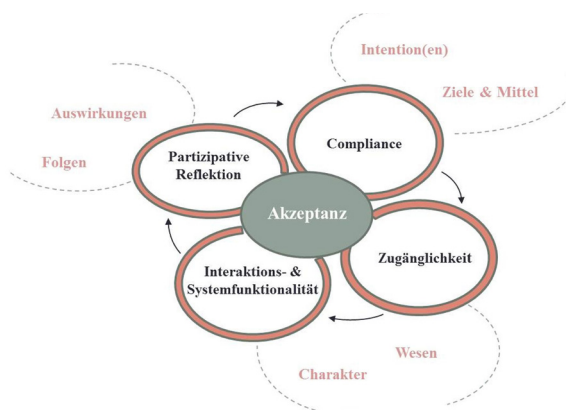 Intention(en)
Ziele & Mittel
Auswirkungen
Folgen
Partizipative
Reflektion
Compliance
Akzeptanz
Zugänglichkeit
Interaktions- &
Systemfunktionalität
Wesen
Charakter